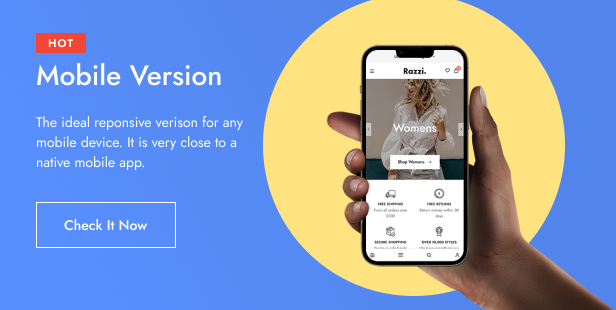 HOT
Mobile Version
The ideal reponsive verison for any
mobile device. It is very close to a
native mobile app.
Check It Now
Razzi.
Womens
Shop Womens
FREE SHIPPING
From all orders over
$100
FREE RETURNS
Return money within 30
days
SECURE SHOPPING
OVER 10,000 STYLES